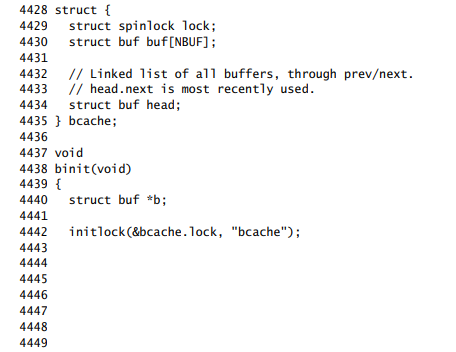 4428 struct {
4429   struct spinlock lock;
4430   struct buf buf[NBUF];
4431
4432   // Linked list of all buffers, through prev/next.
4433   // head.next is most recently used.
4434   struct buf head;
4435 } bcache;
4436
4437 void
4438 binit(void)
4439 {
4440   struct buf *b;
4441
4442   initlock(&bcache.lock, "bcache");
4443
4444
4445
4446
4447
4448
4449